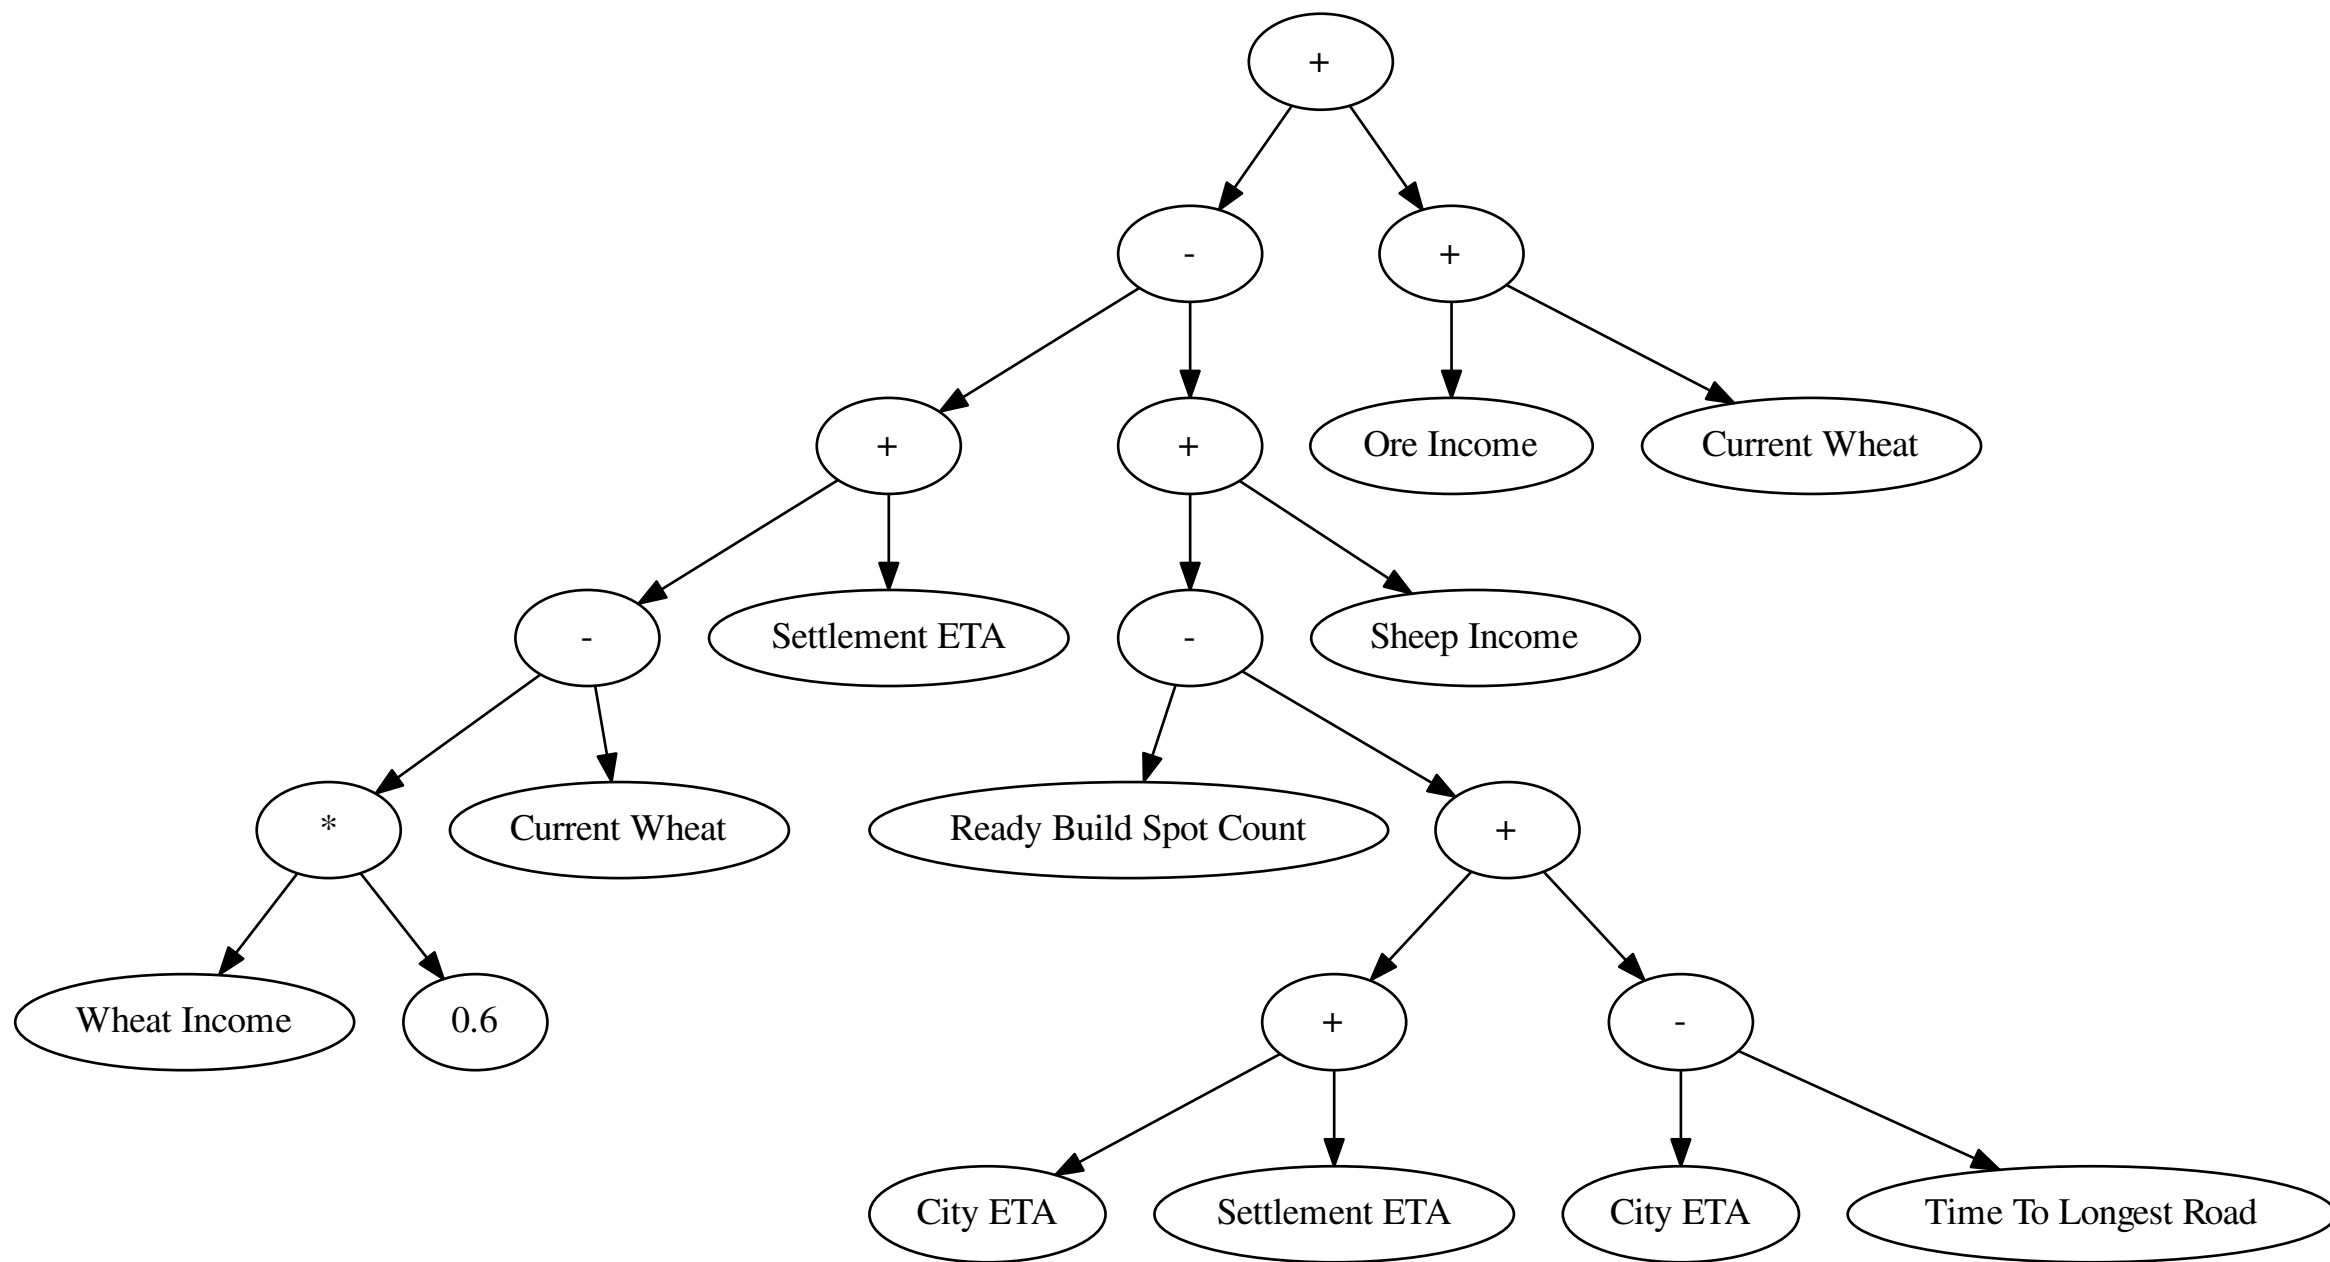 +
-
+
+
+
Ore Income
Current Wheat
-
Settlement ETA
-
Sheep Income
*
Current Wheat
Ready Build Spot Count
+
Wheat Income
0.6
+
-
City ETA
Settlement ETA
City ETA
Time To Longest Road